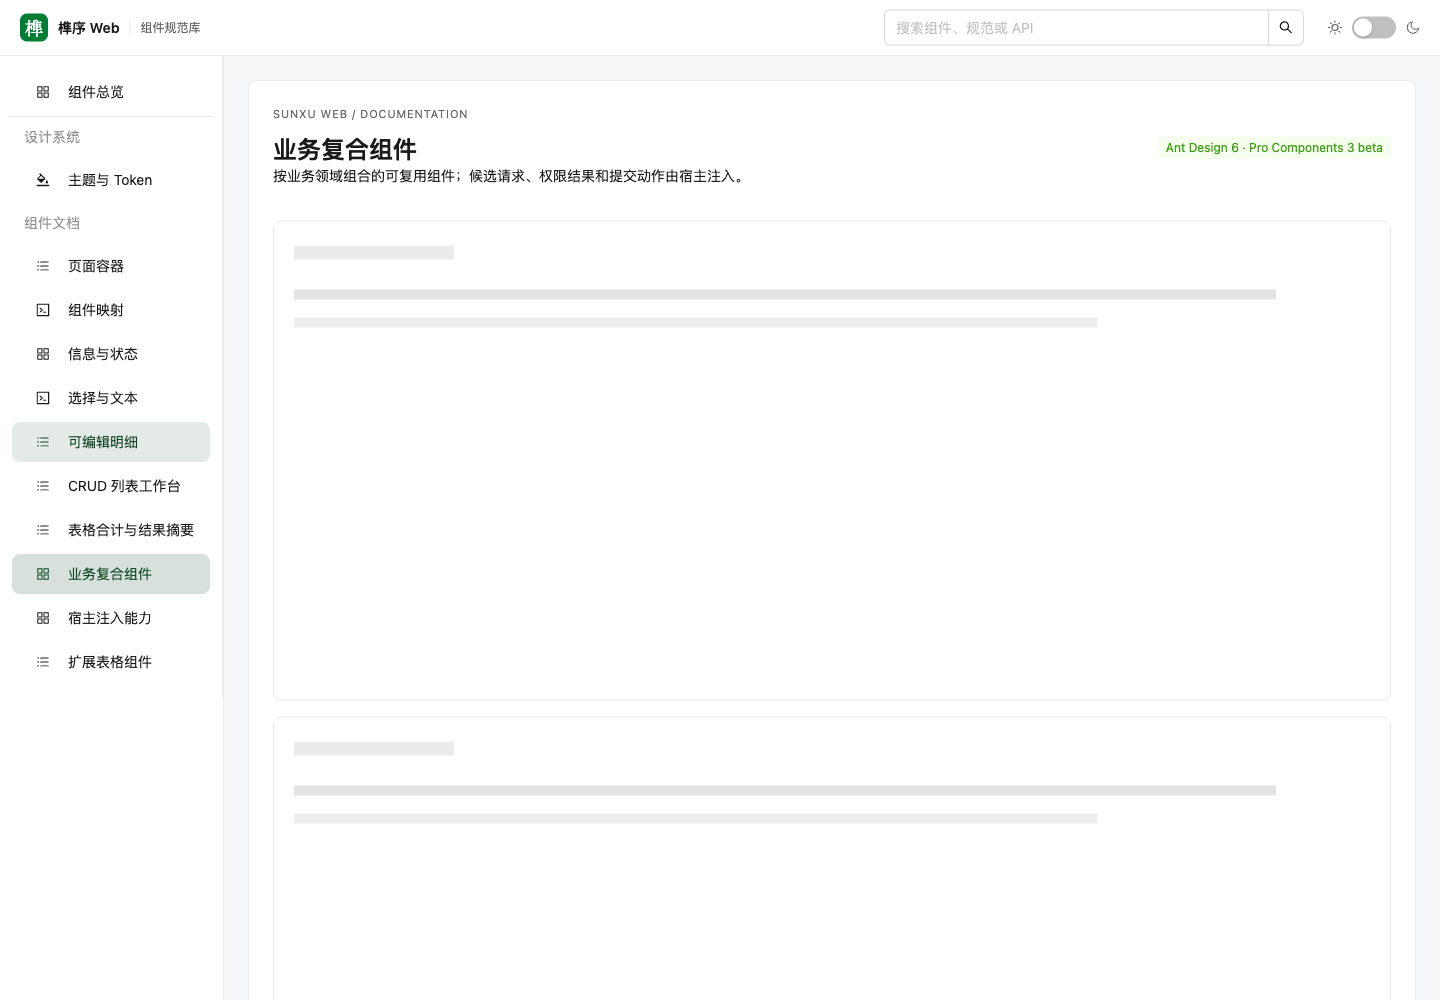 榫 榫序 Web 组件规范库
搜索组件、规范或 API
组件总览
设计系统
主题与 Token
组件文档
页面容器
组件映射
信息与状态
选择与文本
可编辑明细
CRUD 列表工作台
表格合计与结果摘要
业务复合组件
宿主注入能力
扩展表格组件
SUNXU WEB / DOCUMENTATION
业务复合组件
Ant Design 6 · Pro Components 3 beta
按业务领域组合的可复用组件；候选请求、权限结果和提交动作由宿主注入。